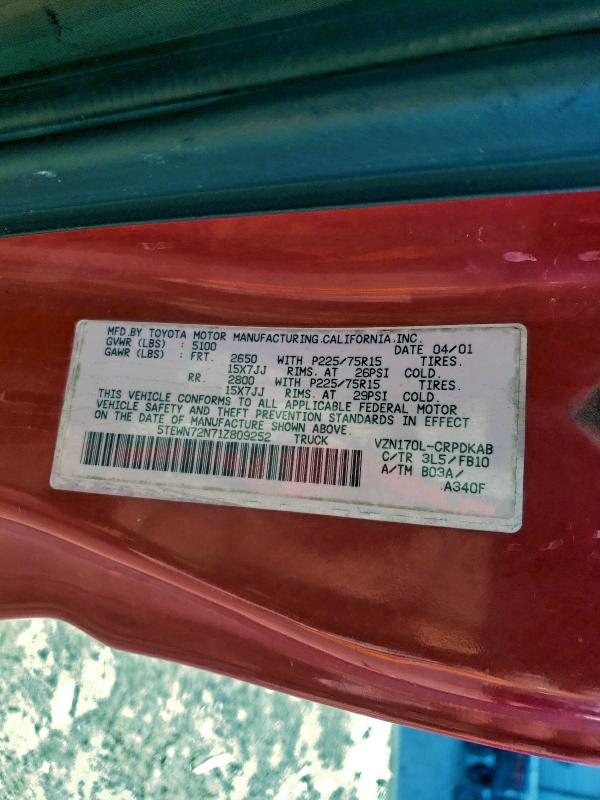 MFD.BY TOYOTA MOTOR MANUFACTURING.CALIFORNIA.INC.
GVWR (LBS) : 5100 DATE 04/01
GAWR (LBS) : FRT. 2650 WITH P225/75R15 TIRES.
15X7JJ RIMS. AT 26PSI COLD.
RR. 2800 WITH P225/75R15 TIRES.
15X7JJ RIMS. AT 29PSI COLD.
THIS VEHICLE CONFORMS TO ALL APPLICABLE FEDERAL MOTOR
VEHICLE SAFETY AND THEFT PREVENTION STANDARDS IN EFFECT
ON THE DATE OF MANUFACTURE SHOWN ABOVE.
5TEWN72N71Z809252 TRUCK VZN170L-CRPDKAB
C/TR 3L5/FB10
A/TM B03A/
A340F